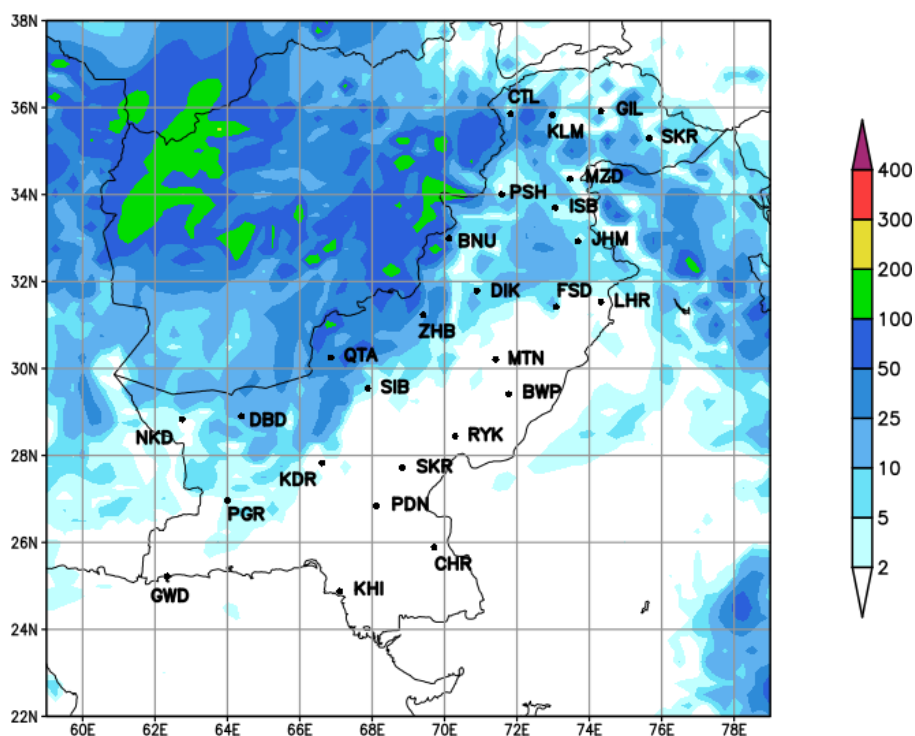 38N
36N
34N
32N
30N
28N
26N
24N
22N
60E 62E 64E 66E 68E 70E 72E 74E 76E 78E
CTL
GIL
KLM
SKR
MZD
PSH
ISB
BNU
JHM
DIK
FSD
LHR
ZHB
QTA
MTN
SIB
BWP
DBD
NKD
RYK
SKR
KDR
PDN
PGR
CHR
GWD
KHI
400
300
200
100
50
25
10
5
2